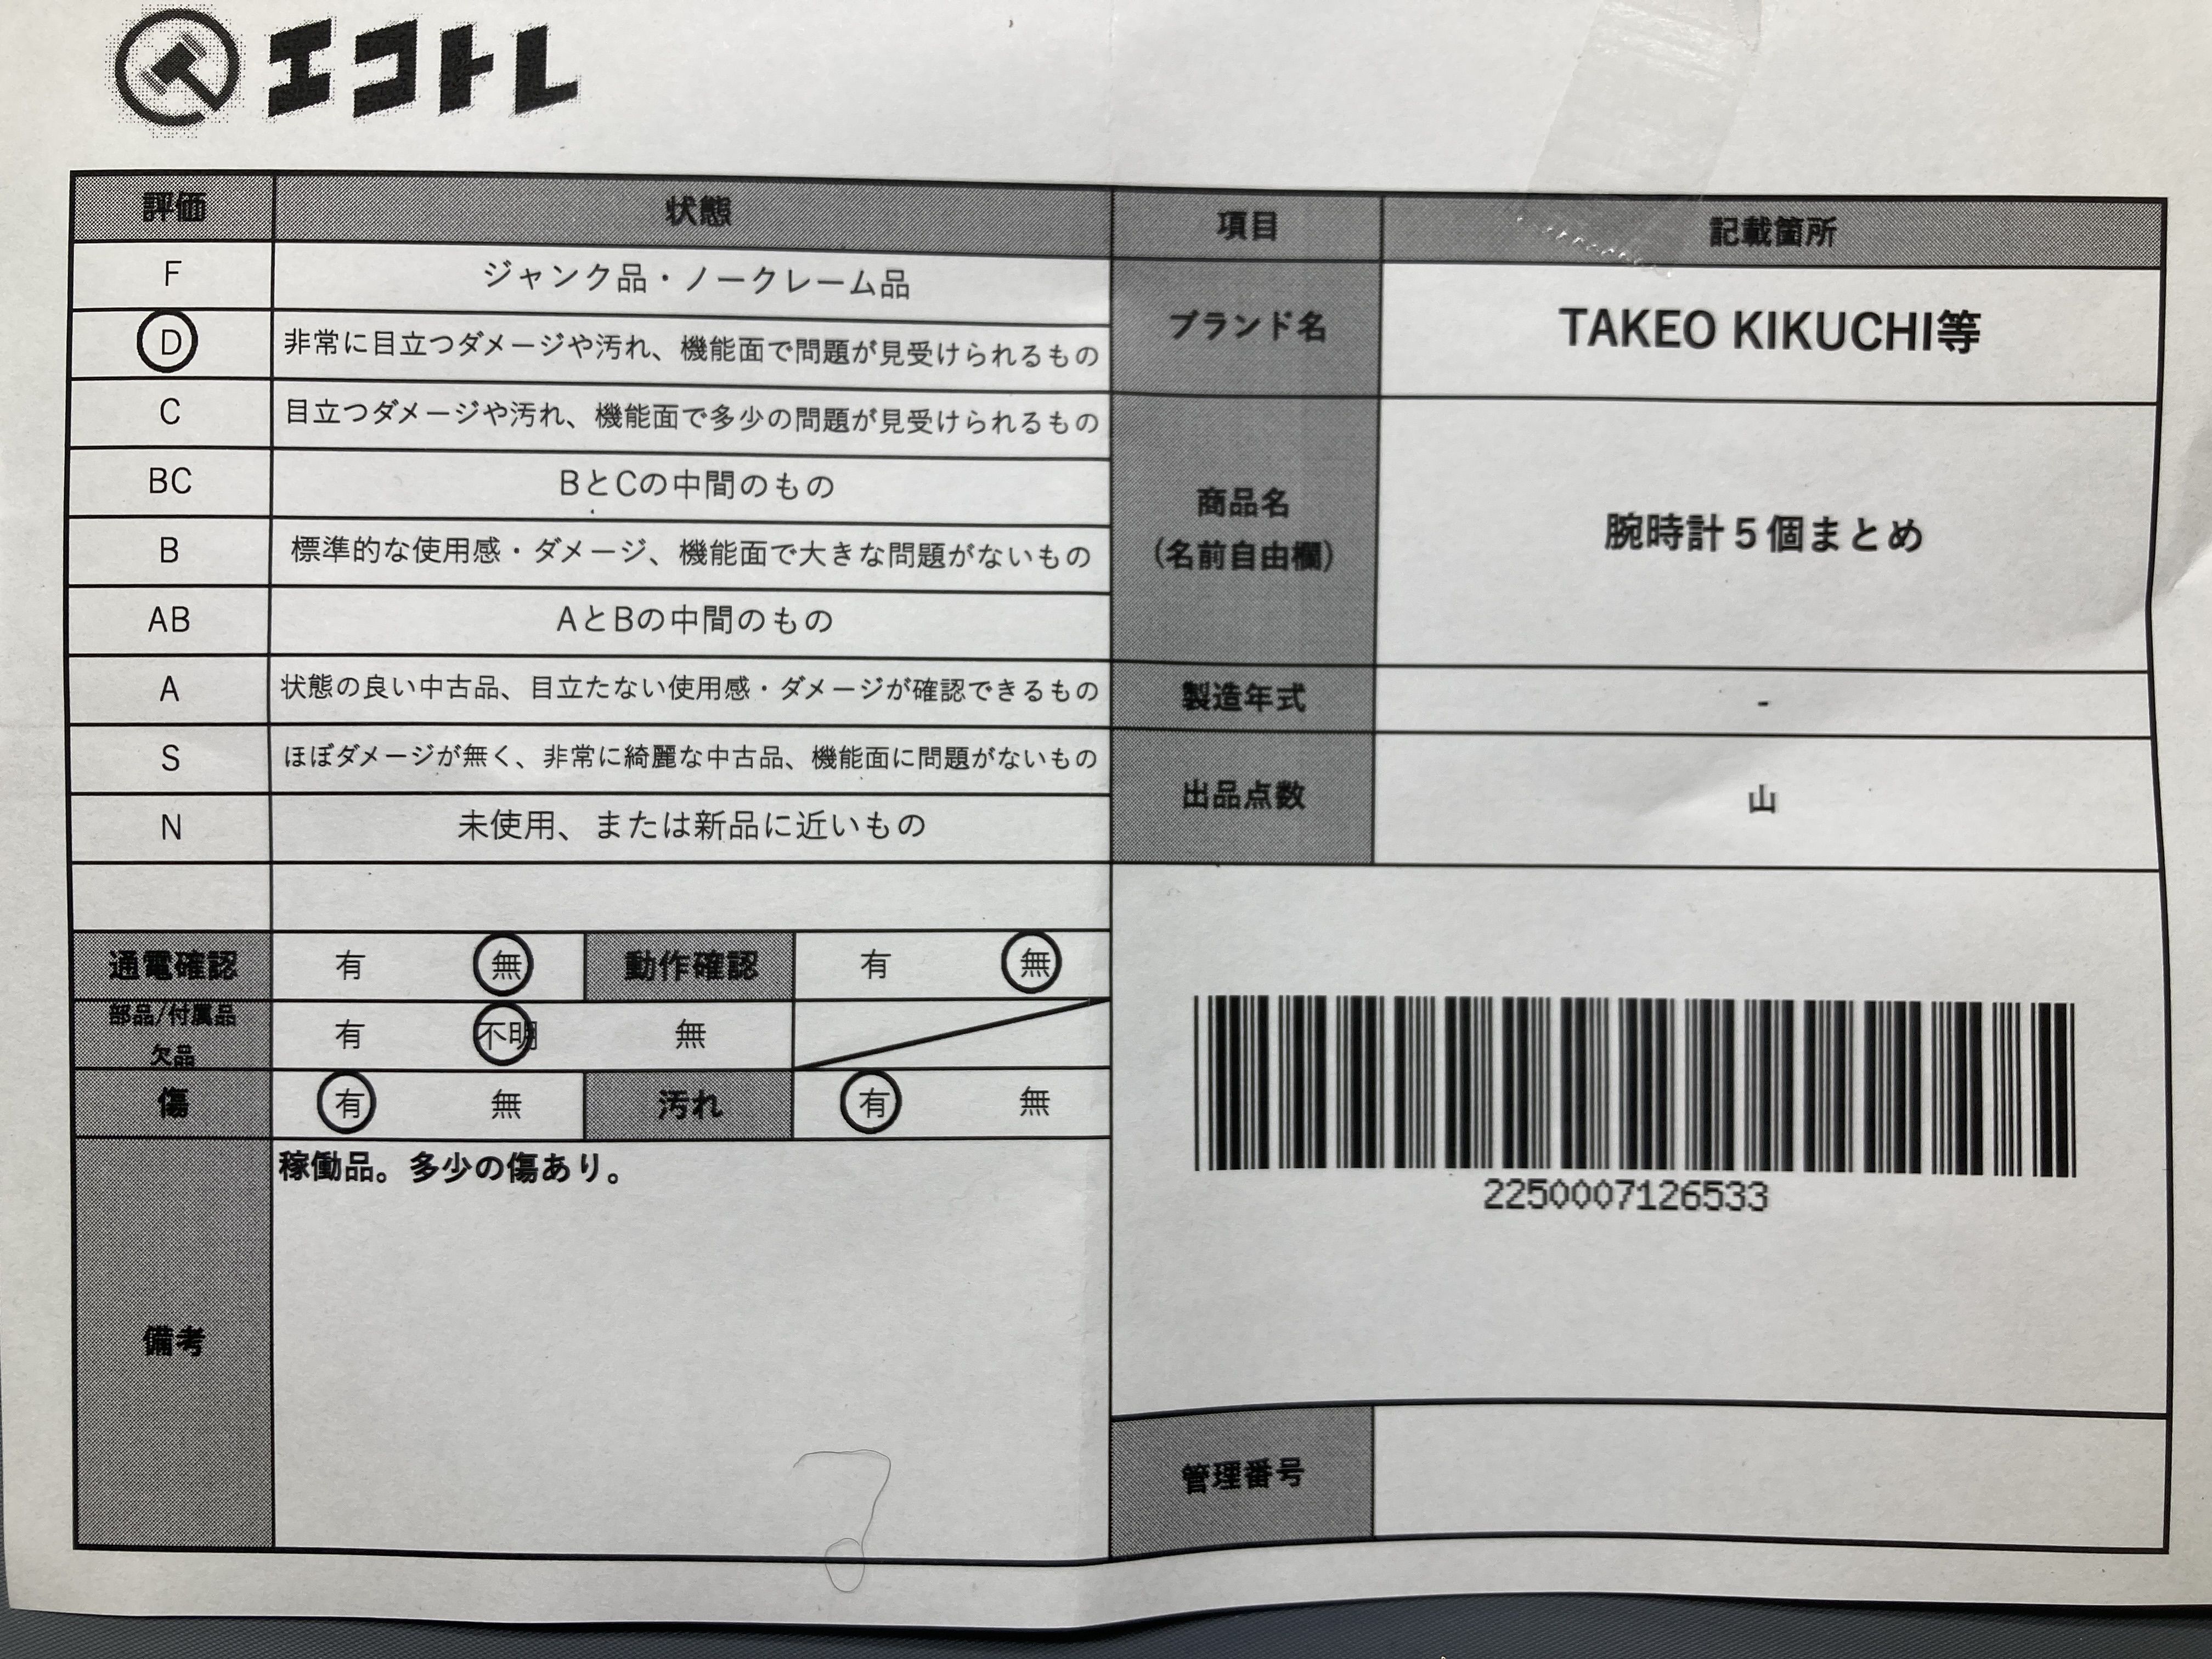 エコトレ
評価 状態
F ジャンク品・ノークレーム品
D 非常に目立つダメージや汚れ、機能面で問題が見受けられるもの
C 目立つダメージや汚れ、機能面で多少の問題が見受けられるもの
BC BとCの中間のもの
B 標準的な使用感・ダメージ、機能面で大きな問題がないもの
AB AとBの中間のもの
A 状態の良い中古品、目立たない使用感・ダメージが確認できるもの
S ほぼダメージが無く、非常に綺麗な中古品、機能面に問題がないもの
N 未使用、または新品に近いもの
通電確認 有 無 動作確認 有 無
部品/付属品
欠品 有 不明 無
傷 有 無 汚れ 有 無
備考 稼働品。多少の傷あり。
項目 記載箇所
ブランド名 TAKEO KIKUCHI等
商品名
(名前自由欄) 腕時計5個まとめ
製造年式 -
出品点数 山
2250007126533
管理番号